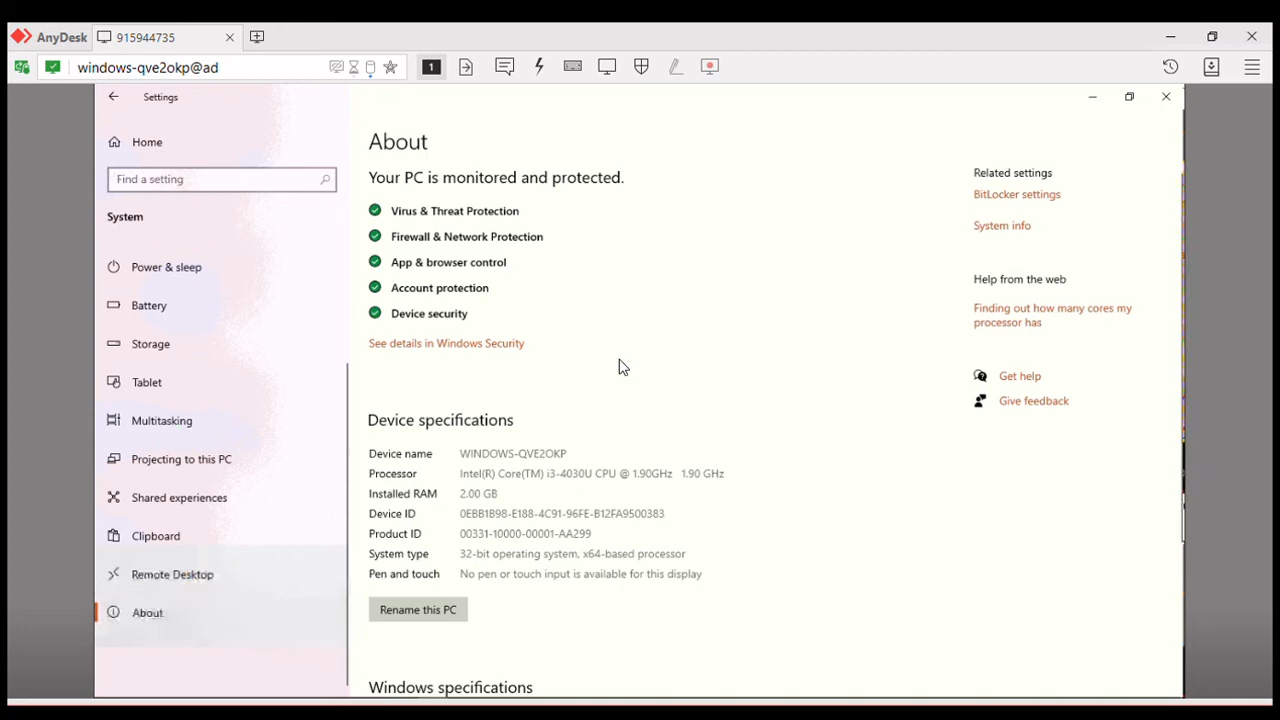 AnyDesk
915944735
windows-qve2okp@ad
1
Settings
Home
Find a setting
System
Power & sleep
Battery
Storage
Tablet
Multitasking
Projecting to this PC
Shared experiences
Clipboard
Remote Desktop
About
About
Your PC is monitored and protected.
Virus & Threat Protection
Firewall & Network Protection
App & browser control
Account protection
Device security
See details in Windows Security
Device specifications
Device name WINDOWS-QVE2OKP
Processor Intel(R) Core(TM) i3-4030U CPU @ 1.90GHz 1.90 GHz
Installed RAM 2.00 GB
Device ID 0EBB1B98-E188-4C91-96FE-B12FA9500383
Product ID 00331-10000-00001-AA299
System type 32-bit operating system, x64-based processor
Pen and touch No pen or touch input is available for this display
Rename this PC
Windows specifications
Related settings
BitLocker settings
System info
Help from the web
Finding out how many cores my
processor has
Get help
Give feedback